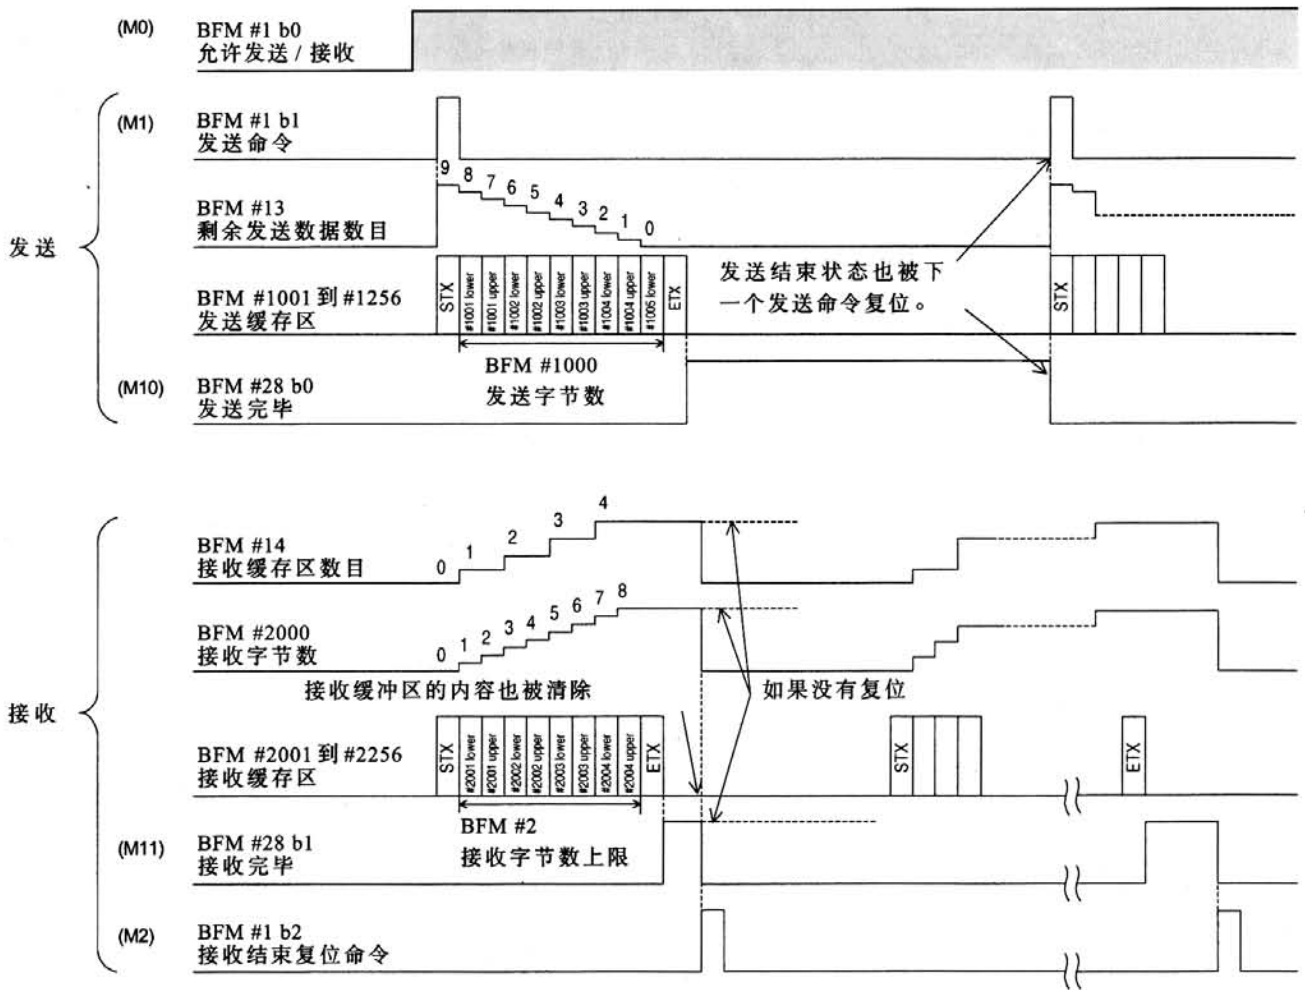 (M0)
BFM #1 b0
允许发送 / 接收
(M1)
BFM #1 b1
发送命令
9 8 7 6 5 4 3 2 1 0
BFM #13
剩余发送数据数目
发送
发送结束状态也被下
一个发送命令复位。
BFM #1001 到 #1256
发送缓存区
STX #1001 lower #1001 upper #1002 lower #1002 upper #1003 lower #1003 upper #1004 lower #1004 upper #1005 lower ETX
STX
BFM #1000
发送字节数
(M10)
BFM #28 b0
发送完毕
BFM #14
接收缓存区数目
0 1 2 3 4
BFM #2000
接收字节数
0 1 2 3 4 5 6 7 8
接收缓冲区的内容也被清除
如果没有复位
接收
BFM #2001 到 #2256
接收缓存区
STX #2001 lower #2001 upper #2002 lower #2002 upper #2003 lower #2003 upper #2004 lower #2004 upper ETX
STX
ETX
BFM #2
接收字节数上限
(M11)
BFM #28 b1
接收完毕
(M2)
BFM #1 b2
接收结束复位命令